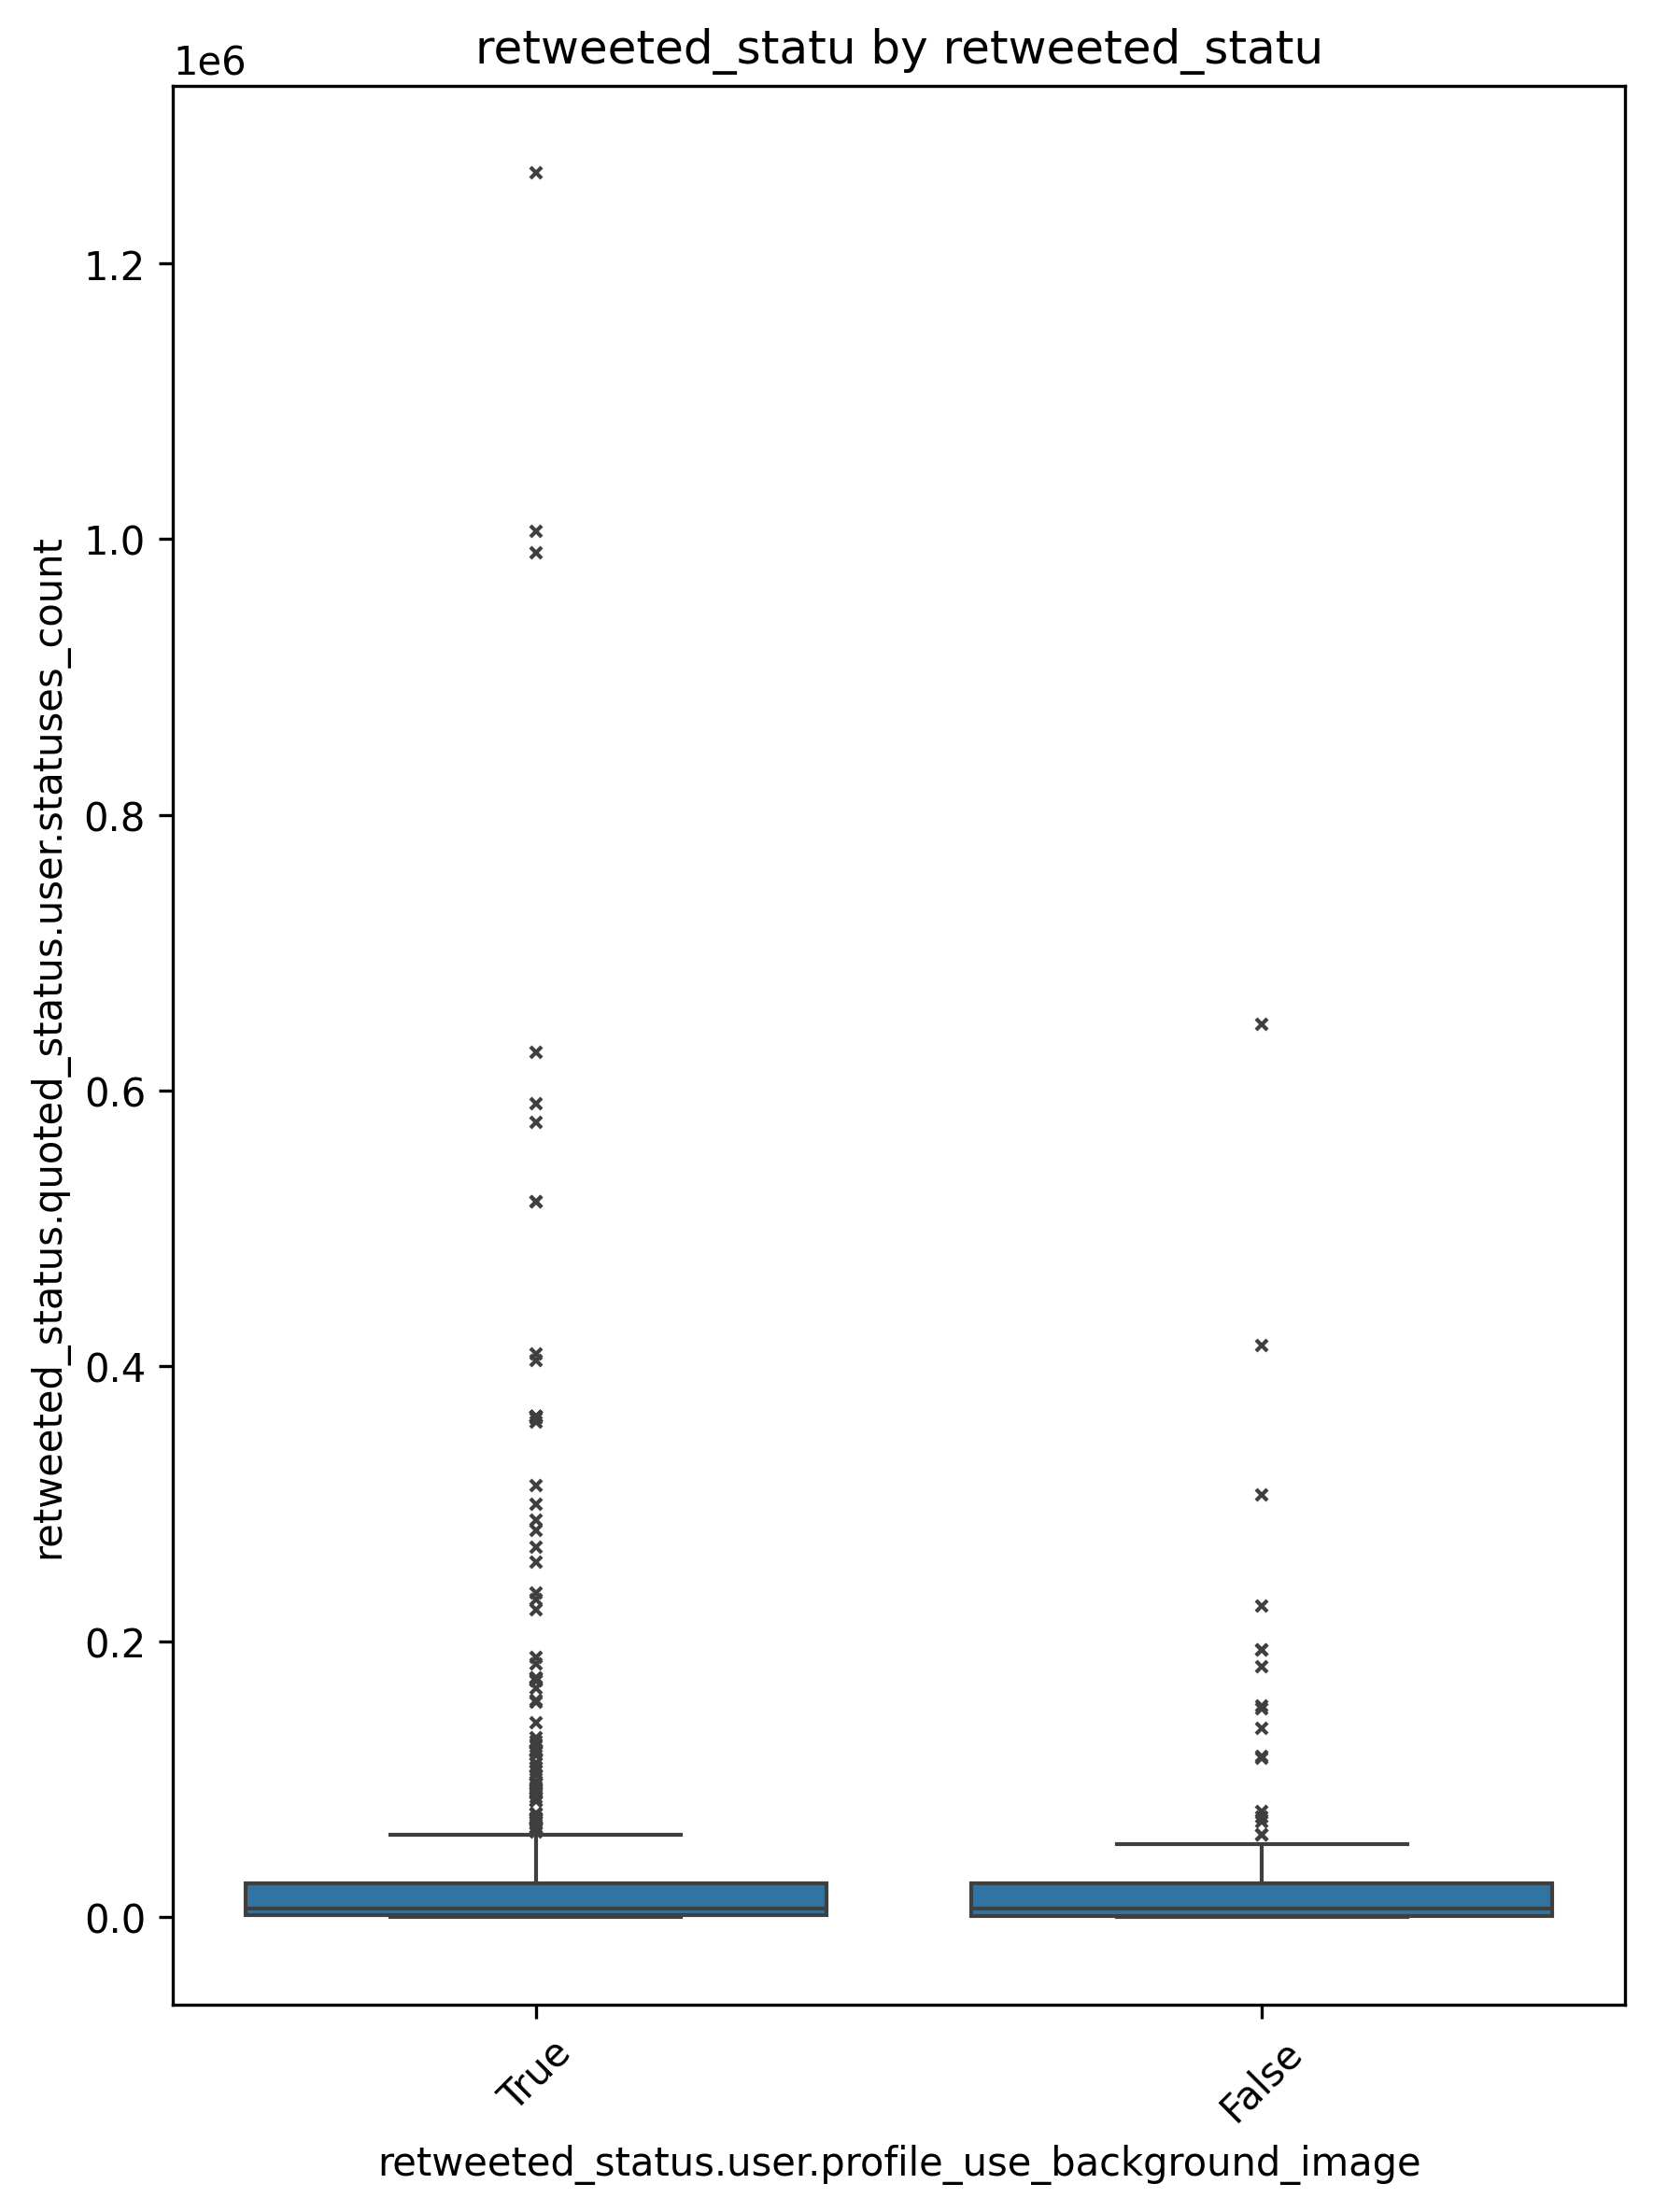 retweeted_statu by retweeted_statu
1e6
1.2
1.0
0.8
0.6
0.4
0.2
0.0
retweeted_status.quoted_status.user.statuses_count
True
False
retweeted_status.user.profile_use_background_image